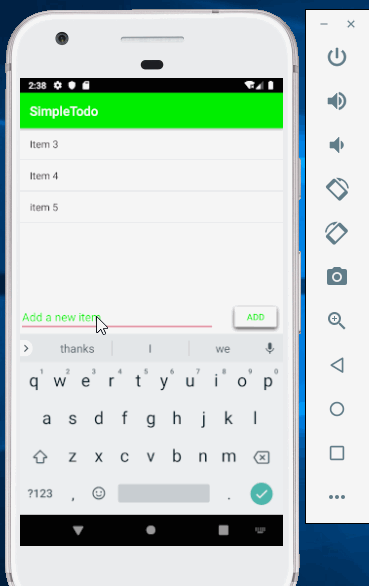 2:38
SimpleTodo
Item 3
Item 4
item 5
Add a new item
ADD
thanks
I
we
1 2 3 4 5 6 7 8 9 0
q w e r t y u i o p
a s d f g h j k l
z x c v b n m
?123 , .